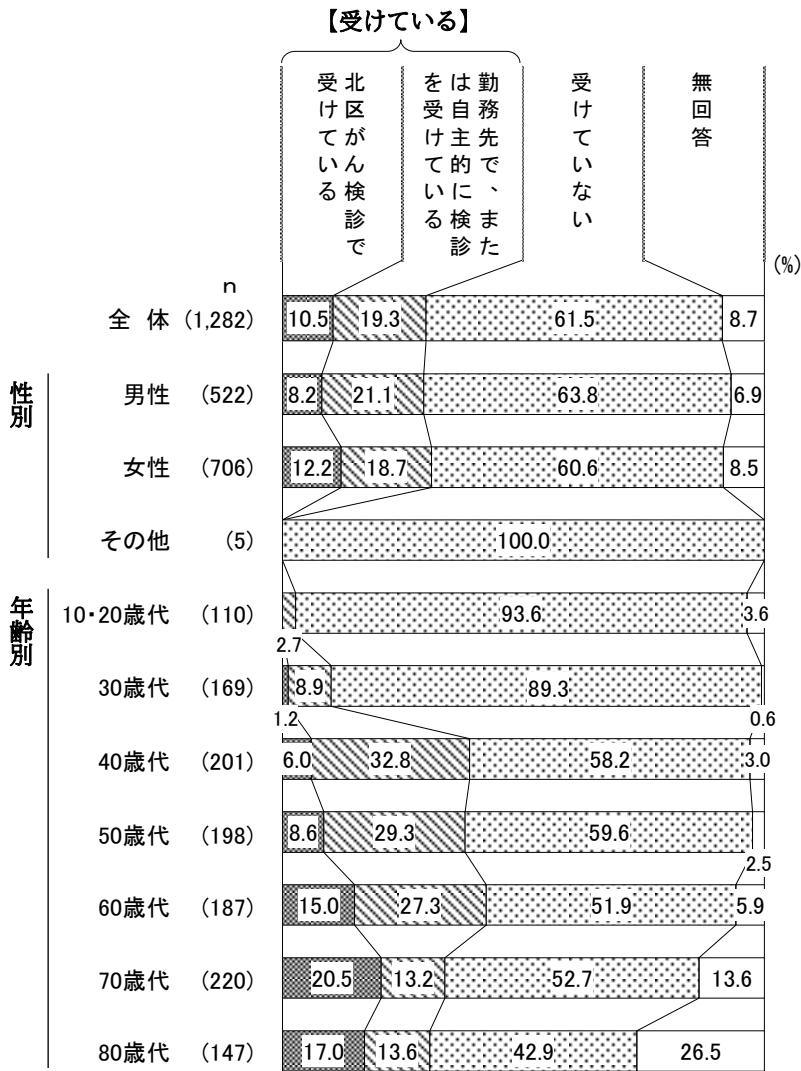 【受けている】
北区がん検診で
受けている
勤務先で、また
は自主的に検診
を受けている
受けていない
無回答
(%)
n
全 体 (1,282) 10.5 19.3 61.5 8.7
性別
男性 (522) 8.2 21.1 63.8 6.9
女性 (706) 12.2 18.7 60.6 8.5
その他 (5) 100.0
年齢別
10・20歳代 (110) 2.7 93.6 3.6
30歳代 (169) 1.2 8.9 89.3 0.6
40歳代 (201) 6.0 32.8 58.2 3.0
50歳代 (198) 8.6 29.3 59.6 2.5
60歳代 (187) 15.0 27.3 51.9 5.9
70歳代 (220) 20.5 13.2 52.7 13.6
80歳代 (147) 17.0 13.6 42.9 26.5